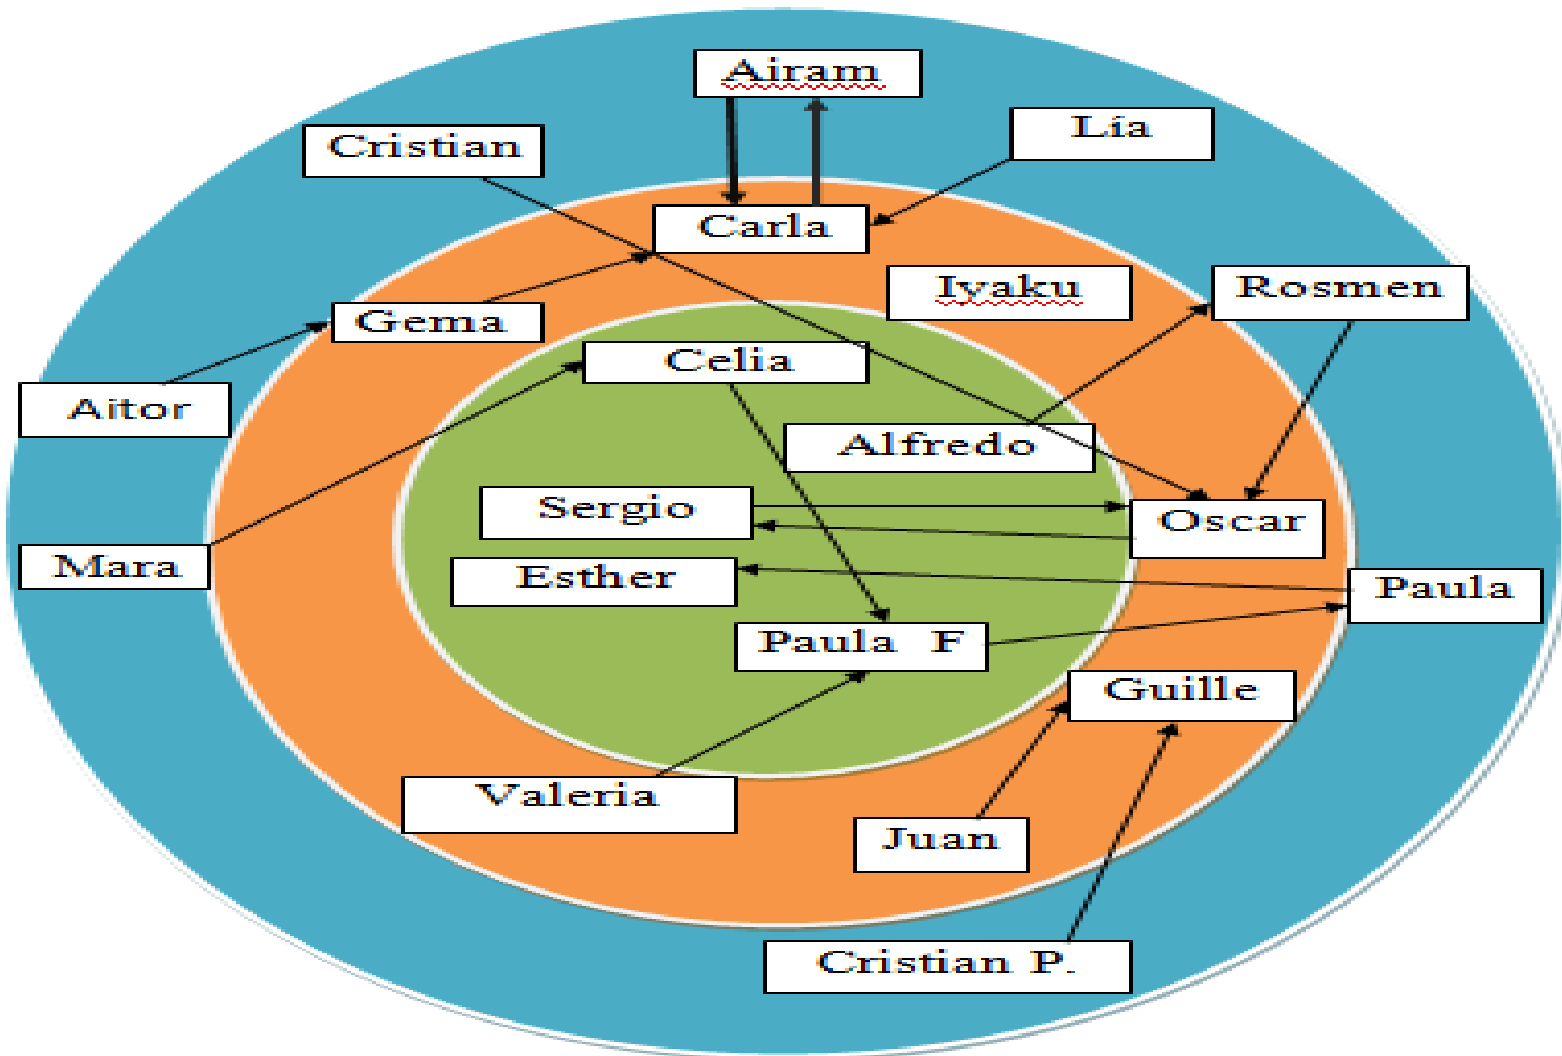 Airam
Lía
Cristian
Carla
Iyaku
Rosmen
Gema
Celia
Aitor
Alfredo
Sergio
Oscar
Mara
Esther
Paula
Paula F
Guille
Valeria
Juan
Cristian P.